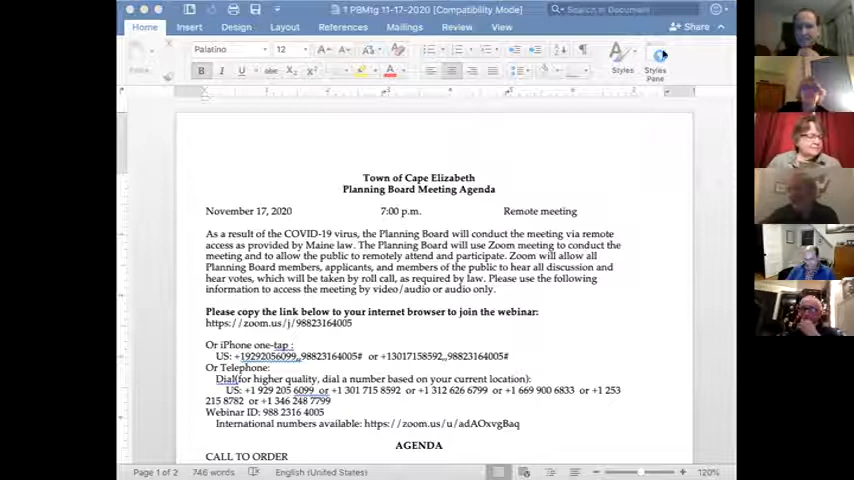 1 PBMtg 11-17-2020 [Compatibility Mode]
Search in Document
Home Insert Design Layout References Mailings Review View Share
Palatino 12
Styles Styles Pane
Town of Cape Elizabeth
Planning Board Meeting Agenda
November 17, 2020 7:00 p.m. Remote meeting
As a result of the COVID-19 virus, the Planning Board will conduct the meeting via remote
access as provided by Maine law. The Planning Board will use Zoom meeting to conduct the
meeting and to allow the public to remotely attend and participate. Zoom will allow all
Planning Board members, applicants, and members of the public to hear all discussion and
hear votes, which will be taken by roll call, as required by law. Please use the following
information to access the meeting by video/audio or audio only.
Please copy the link below to your internet browser to join the webinar:
https://zoom.us/j/98823164005
Or iPhone one-tap :
US: +19292056099,,98823164005# or +13017158592,,98823164005#
Or Telephone:
Dial(for higher quality, dial a number based on your current location):
US: +1 929 205 6099 or +1 301 715 8592 or +1 312 626 6799 or +1 669 900 6833 or +1 253
215 8782 or +1 346 248 7799
Webinar ID: 988 2316 4005
International numbers available: https://zoom.us/u/adAOxvgBaq
AGENDA
CALL TO ORDER
Page 1 of 2 746 words English (United States) 120%